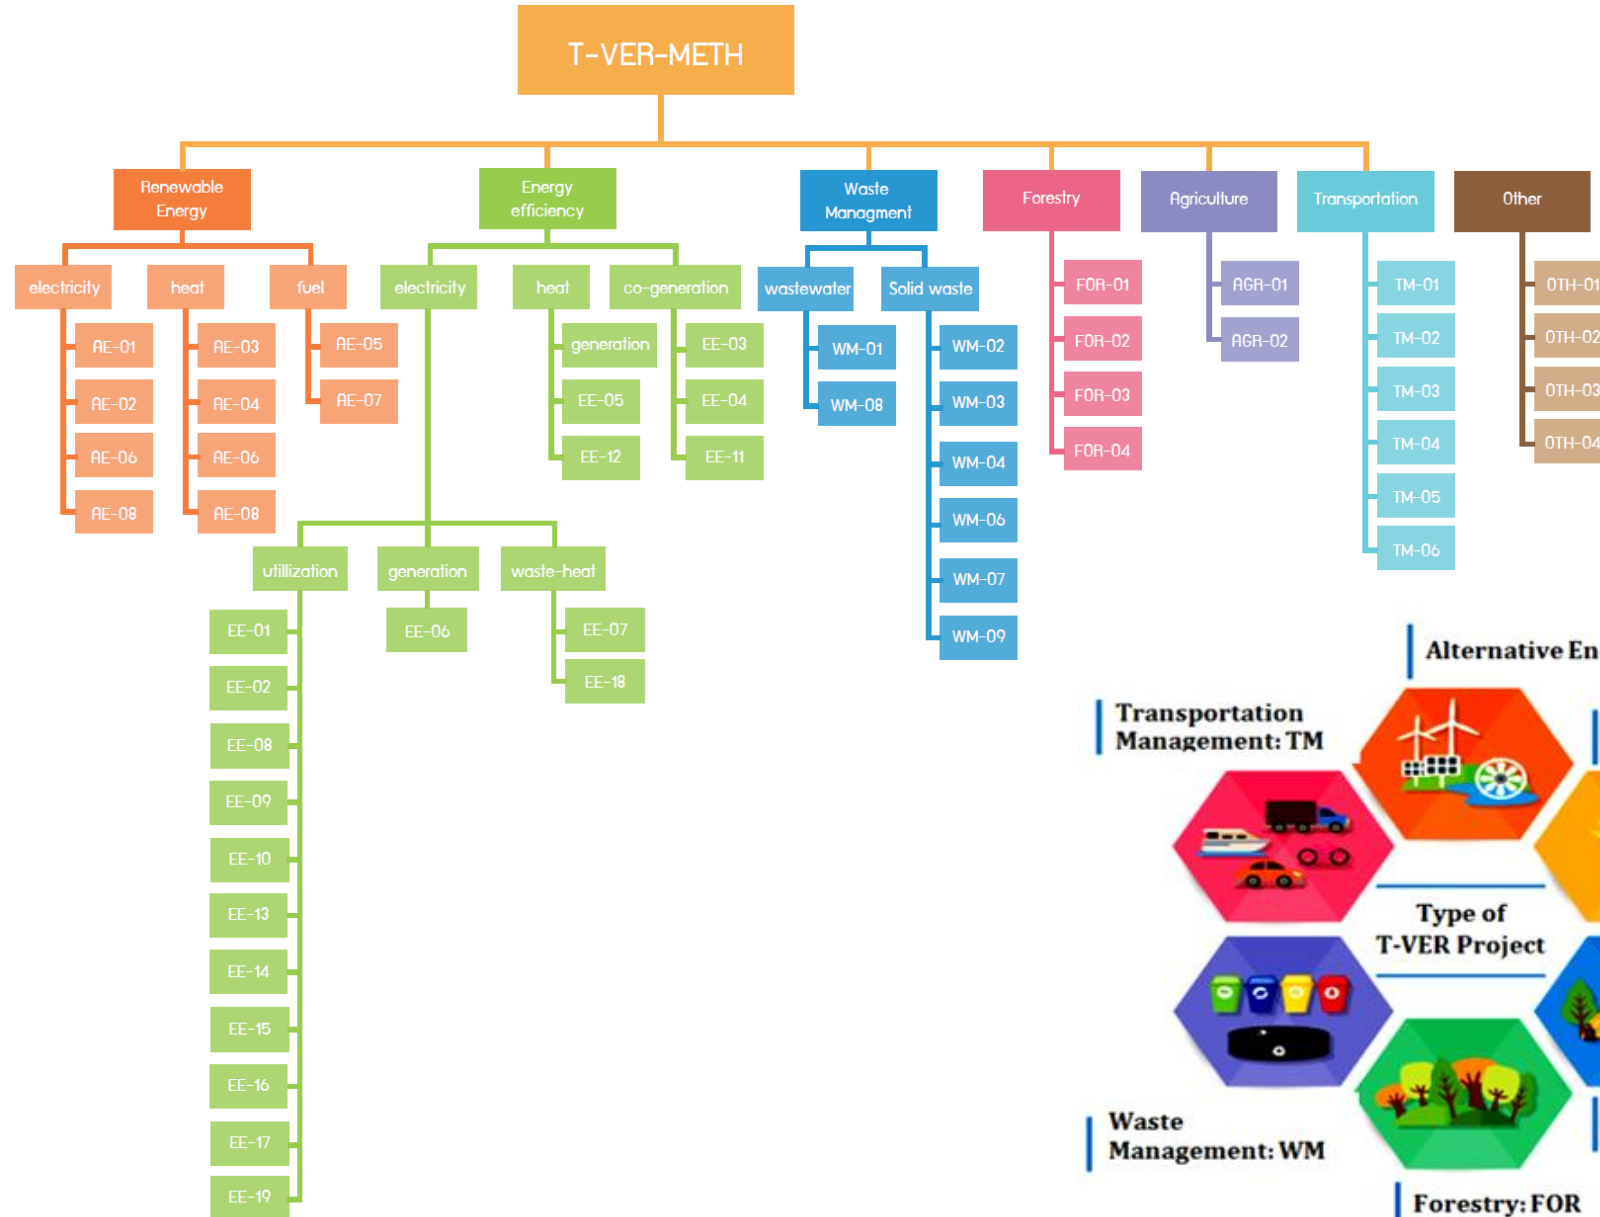 T-VER-METH
Renewable
Energy
Energy
efficiency
Waste
Managment
Forestry
Agriculture
Transportation
Other
electricity
heat
fuel
electricity
heat
co-generation
wastewater
Solid waste
AE-01
AE-02
AE-06
AE-08
AE-03
AE-04
AE-06
AE-08
AE-05
AE-07
generation
EE-05
EE-12
EE-03
EE-04
EE-11
utillization
generation
waste-heat
EE-01
EE-02
EE-08
EE-09
EE-10
EE-13
EE-14
EE-15
EE-16
EE-17
EE-19
EE-06
EE-07
EE-18
WM-01
WM-08
WM-02
WM-03
WM-04
WM-06
WM-07
WM-09
FOR-01
FOR-02
FOR-03
FOR-04
AGR-01
AGR-02
TM-01
TM-02
TM-03
TM-04
TM-05
TM-06
OTH-01
OTH-02
OTH-03
OTH-04
Alternative En
Transportation
Management: TM
Type of
T-VER Project
Waste
Management: WM
Forestry: FOR